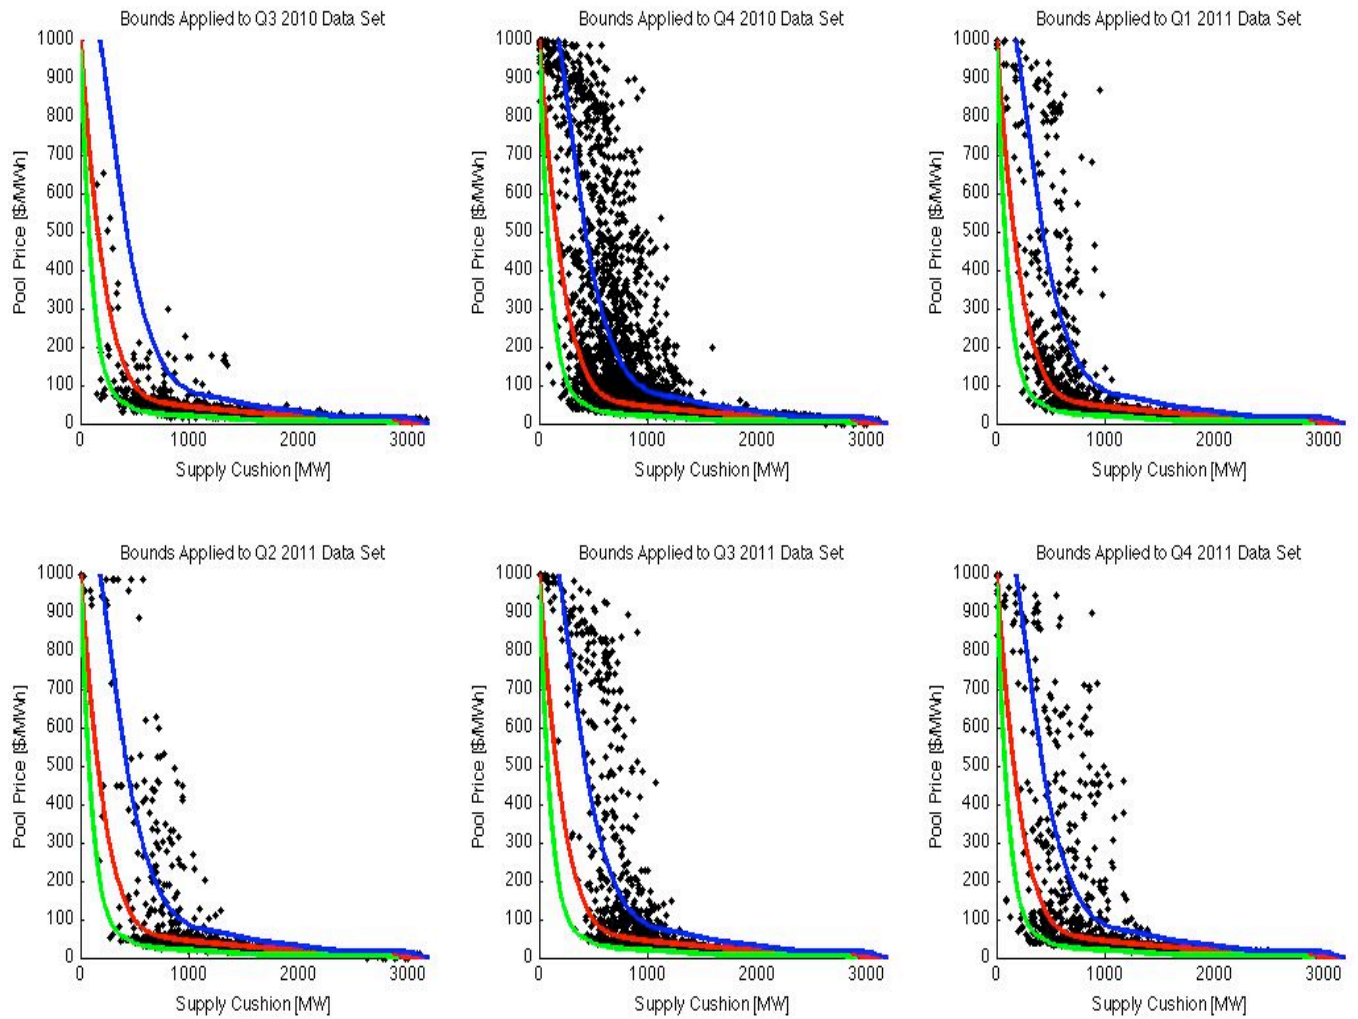 Bounds Applied to Q3 2010 Data Set
1000
900
800
700
600
500
400
300
200
100
0
Pool Price [$/MWh]
0 1000 2000 3000
Supply Cushion [MW]
Bounds Applied to Q4 2010 Data Set
1000
900
800
700
600
500
400
300
200
100
0
Pool Price [$/MWh]
0 1000 2000 3000
Supply Cushion [MW]
Bounds Applied to Q1 2011 Data Set
1000
900
800
700
600
500
400
300
200
100
0
Pool Price [$/MWh]
0 1000 2000 3000
Supply Cushion [MW]
Bounds Applied to Q2 2011 Data Set
1000
900
800
700
600
500
400
300
200
100
0
Pool Price [$/MWh]
0 1000 2000 3000
Supply Cushion [MW]
Bounds Applied to Q3 2011 Data Set
1000
900
800
700
600
500
400
300
200
100
0
Pool Price [$/MWh]
0 1000 2000 3000
Supply Cushion [MW]
Bounds Applied to Q4 2011 Data Set
1000
900
800
700
600
500
400
300
200
100
0
Pool Price [$/MWh]
0 1000 2000 3000
Supply Cushion [MW]